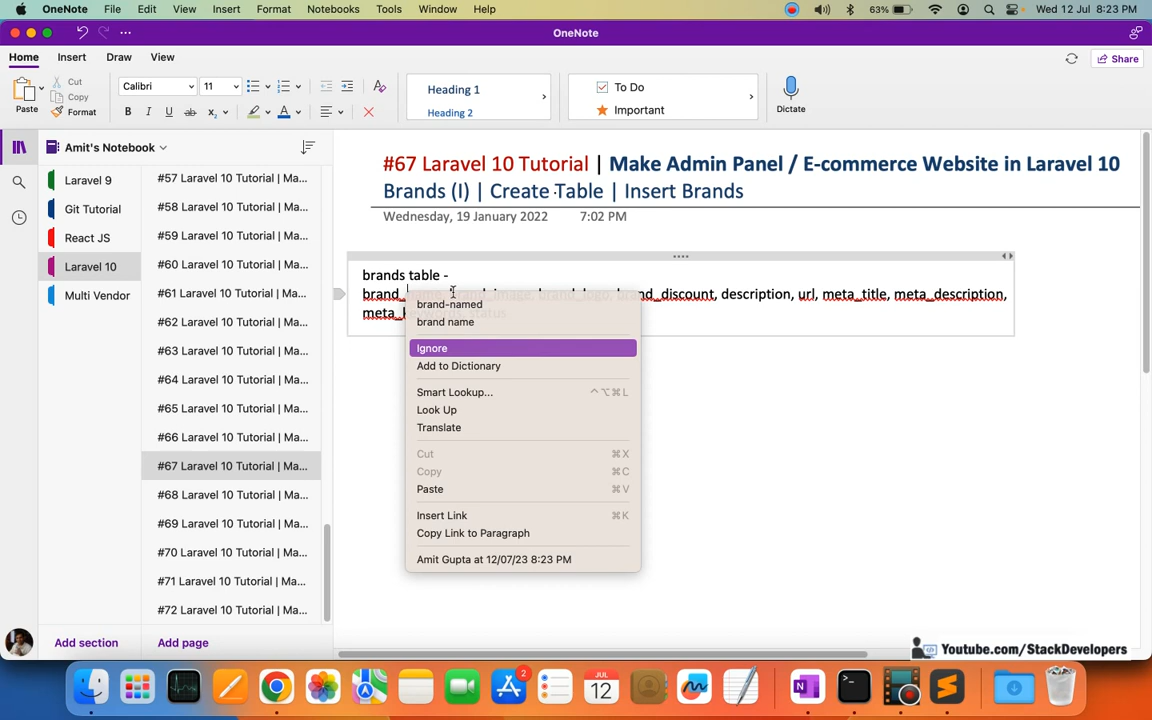 OneNote File Edit View Insert Format Notebooks Tools Window Help 63% Wed 12 Jul 8:23 PM
OneNote
Home Insert Draw View Share
Paste Cut Copy Format
Calibri 11
B I U ab x
Heading 1
Heading 2
To Do
Important
Dictate
Amit's Notebook
Laravel 9
Git Tutorial
React JS
Laravel 10
Multi Vendor
Add section
#57 Laravel 10 Tutorial | Ma...
#58 Laravel 10 Tutorial | Ma...
#59 Laravel 10 Tutorial | Ma...
#60 Laravel 10 Tutorial | Ma...
#61 Laravel 10 Tutorial | Ma...
#62 Laravel 10 Tutorial | Ma...
#63 Laravel 10 Tutorial | Ma...
#64 Laravel 10 Tutorial | Ma...
#65 Laravel 10 Tutorial | Ma...
#66 Laravel 10 Tutorial | Ma...
#67 Laravel 10 Tutorial | Ma...
#68 Laravel 10 Tutorial | Ma...
#69 Laravel 10 Tutorial | Ma...
#70 Laravel 10 Tutorial | Ma...
#71 Laravel 10 Tutorial | Ma...
#72 Laravel 10 Tutorial | Ma...
Add page
#67 Laravel 10 Tutorial | Make Admin Panel / E-commerce Website in Laravel 10
Brands (I) | Create Table | Insert Brands
Wednesday, 19 January 2022 7:02 PM
brands table -
brand_name, brand_image, brand_logo, brand_discount, description, url, meta_title, meta_description,
meta_keywords, status
brand-named
brand name
Ignore
Add to Dictionary
Smart Lookup... ^⌥⌘L
Look Up
Translate
Cut ⌘X
Copy ⌘C
Paste ⌘V
Insert Link ⌘K
Copy Link to Paragraph
Amit Gupta at 12/07/23 8:23 PM
Youtube.com/StackDevelopers
2
JUL
12